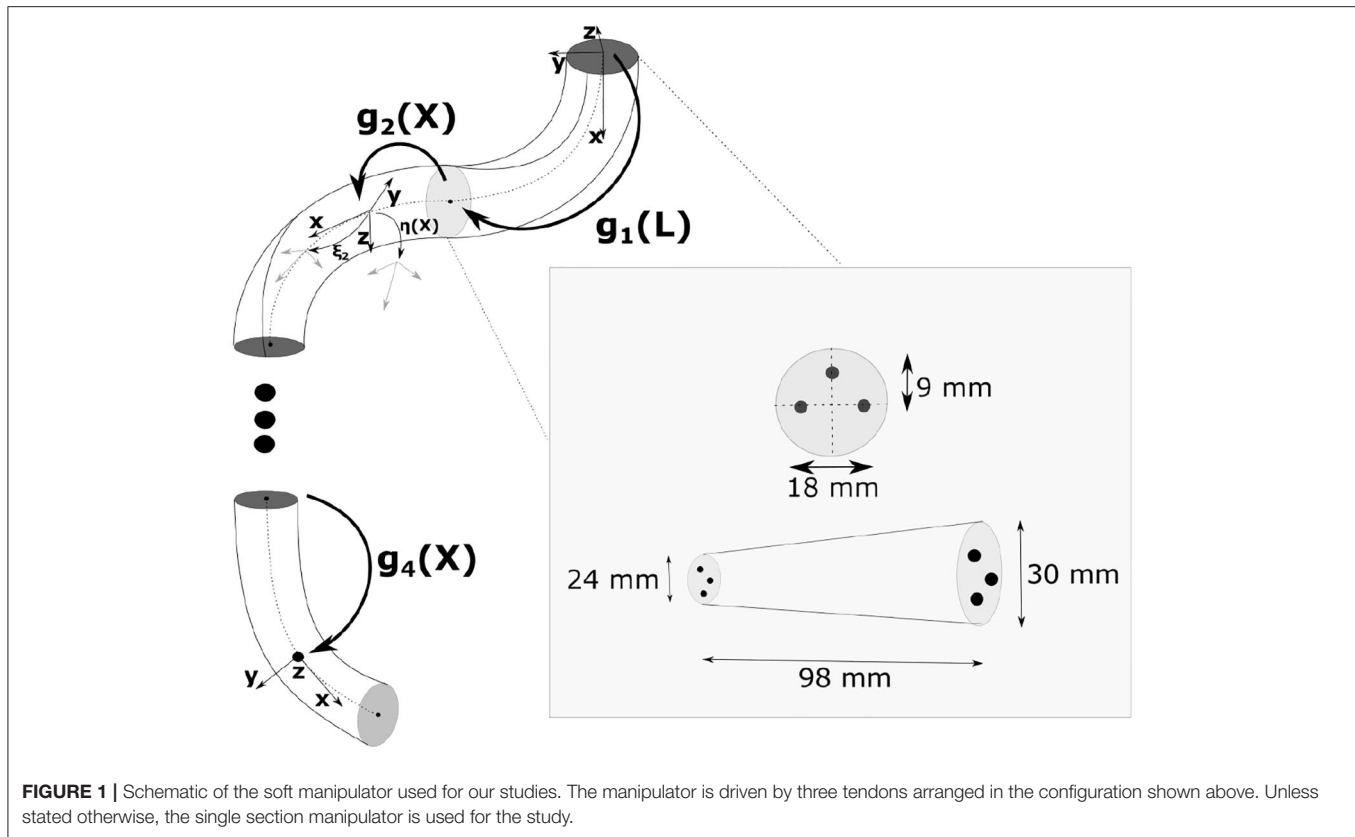 z
y
x
g₂(X)
y
x
z
η(X)
ξ₂
g₁(L)
9 mm
18 mm
g₄(X)
24 mm
30 mm
y
z
x
98 mm
FIGURE 1 | Schematic of the soft manipulator used for our studies. The manipulator is driven by three tendons arranged in the configuration shown above. Unless
stated otherwise, the single section manipulator is used for the study.